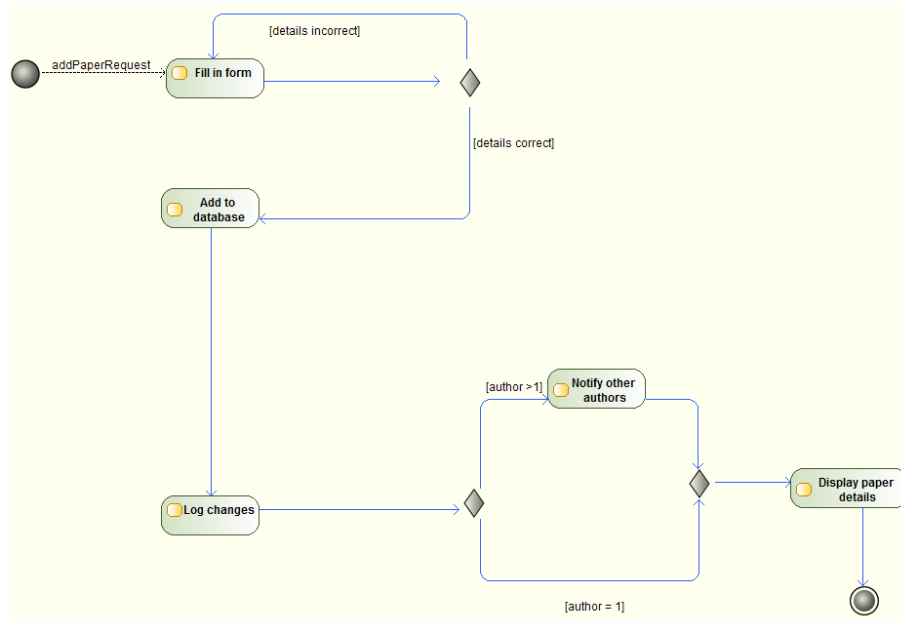 [details incorrect]
addPaperRequest
Fill in form
[details correct]
Add to
database
[author >1]
Notify other
authors
Log changes
Display paper
details
[author = 1]